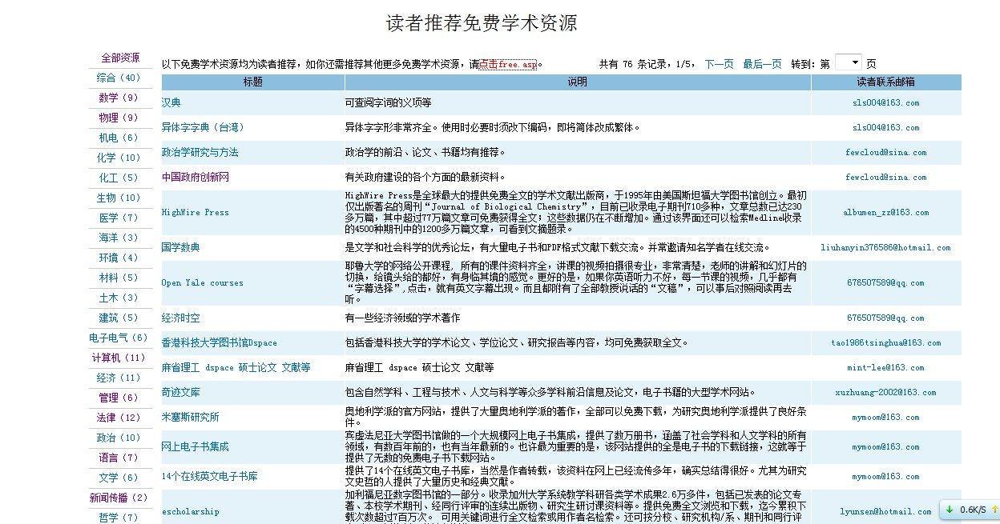 读者推荐免费学术资源
全部资源
综合（40）
数学（9）
物理（9）
机电（6）
化学（10）
化工（5）
生物（10）
医学（7）
海洋（3）
环境（4）
材料（5）
土木（3）
建筑（5）
电子电气（6）
计算机（11）
经济（11）
管理（6）
法律（12）
政治（10）
语言（7）
文学（6）
新闻传播（2）
哲学（7）
以下免费学术资源均为读者推荐，如你还需推荐其他更多免费学术资源，请点击free.asp。
共有 76 条记录，1/5， 下一页 最后一页 转到：第 页
标题 说明 读者联系邮箱
汉典 可查阅字词的义项等 sls004@163.com
异体字字典（台湾） 异体字字形非常齐全。使用时必要时须改下编码，即将简体改成繁体。 sls004@163.com
政治学研究与方法 政治学的前沿、论文、书籍均有推荐。 fewcloud@sina.com
中国政府创新网 有关政府建设的各个方面的最新资料。 fewcloud@sina.com
HighWire Press是全球最大的提供免费全文的学术文献出版商，于1995年由美国斯坦福大学图书馆创立。最初
仅出版著名的周刊“Journal of Biological Chemistry”，目前已收录电子期刊710多种，文章总数已达230
HighWire Press 多万篇，其中超过77万篇文章可免费获得全文；这些数据仍在不断增加。通过该界面还可以检索Medline收录 albumen_zz@163.com
的4500种期刊中的1200多万篇文章，可看到文摘题录。
国学数典 是文学和社会科学的优秀论坛，有大量电子书和PDF格式文献下载交流。并常邀请知名学者在线交流。 liuhanyin376586@hotmail.com
耶鲁大学的网络公开课程, 所有的课件资料齐全，讲课的视频拍摄很专业，非常清楚，老师的讲解和幻灯片的
切换，给镜头给的都好，有身临其境的感觉。更好的是，如果你英语听力不好，每一节课的视频，几乎都有
Open Yale courses “字幕选择”,点击，就有英文字幕出现。而且都附有了全部教授说话的“文稿”，可以事后对照阅读再去 676507589@qq.com
听。
经济时空 有一些经济领域的学术著作 676507589@qq.com
香港科技大学图书馆Dspace 包括香港科技大学的学术论文、学位论文、研究报告等内容，均可免费获取全文。 tao1986tsinghua@163.com
麻省理工 dspace 硕士论文 文献等 麻省理工 dspace 硕士论文 文献等 mint-lee@163.com
奇迹文库 包含自然学科、工程与技术、人文与科学等众多学科前沿信息及论文，电子书籍的大型学术网站。 xuzhuang-2002@163.com
米塞斯研究所 奥地利学派的官方网站，提供了大量奥地利学派的著作，全部可以免费下载，为研究奥地利学派提供了良好条 mymoom@163.com
件。
宾虚法尼亚大学图书馆做的一个大规模网上电子书集成，提供了数万册书，涵盖了社会学科和人文学科的所有
网上电子书集成 领域，有数百年前的，也有当年最新的。也许最为重要的是，该网站提供的全是电子书的下载链接，这就等于 mymoom@163.com
提供了无数的免费电子书下载网站。
14个在线英文电子书库 提供了14个在线英文电子书库，当然是作者转载，该资料在网上已经流传多年，确实总结得很好。尤其为研究 mymoom@163.com
文史哲的人提供了大量历史和经典文献。
加利福尼亚数字图书馆的一部分。收录加州大学系统教学科研各类学术成果2.6万多件，包括已发表的论文专
著、本校学术期刊、经同行评审的连续出版物、研究生研讨课资料等。提供免费全文浏览和下载，迄今累积下
escholarship 载次数超过7百万次。 可用关键词进行全文检索或用作者名检索。还可按分校、研究机构/系、期刊和同行评 lyunsen@hotmail.com
0.6K/S